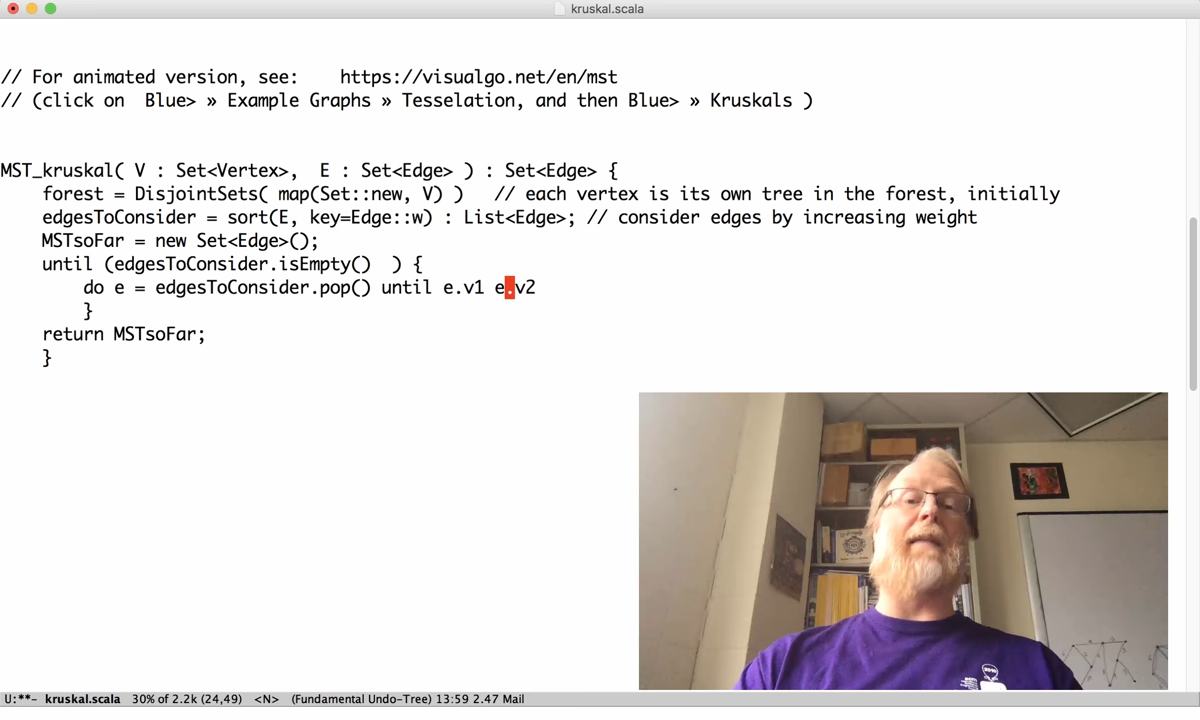 kruskal.scala
// For animated version, see:    https://visualgo.net/en/mst
// (click on  Blue> » Example Graphs » Tesselation, and then Blue> » Kruskals )
MST_kruskal( V : Set<Vertex>,  E : Set<Edge> ) : Set<Edge> {
forest = DisjointSets( map(Set::new, V) )   // each vertex is its own tree in the forest, initially
edgesToConsider = sort(E, key=Edge::w) : List<Edge>; // consider edges by increasing weight
MSTsoFar = new Set<Edge>();
until (edgesToConsider.isEmpty()  ) {
do e = edgesToConsider.pop() until e.v1 e.v2
}
return MSTsoFar;
}
U:**-  kruskal.scala   30% of 2.2k (24,49)   <N>   (Fundamental Undo-Tree) 13:59 2.47 Mail